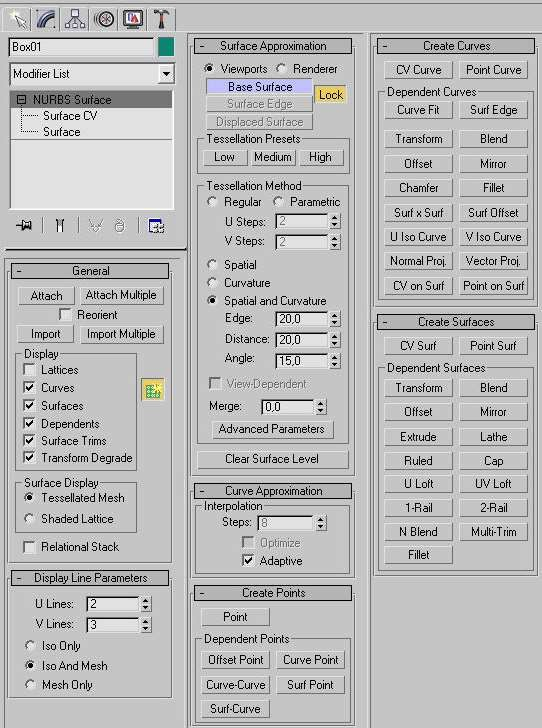 Box01
Modifier List
NURBS Surface
Surface CV
Surface
General
Attach
Attach Multiple
Reorient
Import
Import Multiple
Display
Lattices
Curves
Surfaces
Dependents
Surface Trims
Transform Degrade
Surface Display
Tessellated Mesh
Shaded Lattice
Relational Stack
Display Line Parameters
U Lines: 2
V Lines: 3
Iso Only
Iso And Mesh
Mesh Only
Surface Approximation
Viewports Renderer
Base Surface
Surface Edge
Lock
Displaced Surface
Tessellation Presets
Low Medium High
Tessellation Method
Regular Parametric
U Steps: 2
V Steps: 2
Spatial
Curvature
Spatial and Curvature
Edge: 20,0
Distance: 20,0
Angle: 15,0
View-Dependent
Merge: 0,0
Advanced Parameters
Clear Surface Level
Curve Approximation
Interpolation
Steps: 8
Optimize
Adaptive
Create Points
Point
Dependent Points
Offset Point Curve Point
Curve-Curve Surf Point
Surf-Curve
Create Curves
CV Curve Point Curve
Dependent Curves
Curve Fit Surf Edge
Transform Blend
Offset Mirror
Chamfer Fillet
Surf x Surf Surf Offset
U Iso Curve V Iso Curve
Normal Proj. Vector Proj.
CV on Surf Point on Surf
Create Surfaces
CV Surf Point Surf
Dependent Surfaces
Transform Blend
Offset Mirror
Extrude Lathe
Ruled Cap
U Loft UV Loft
1-Rail 2-Rail
N Blend Multi-Trim
Fillet